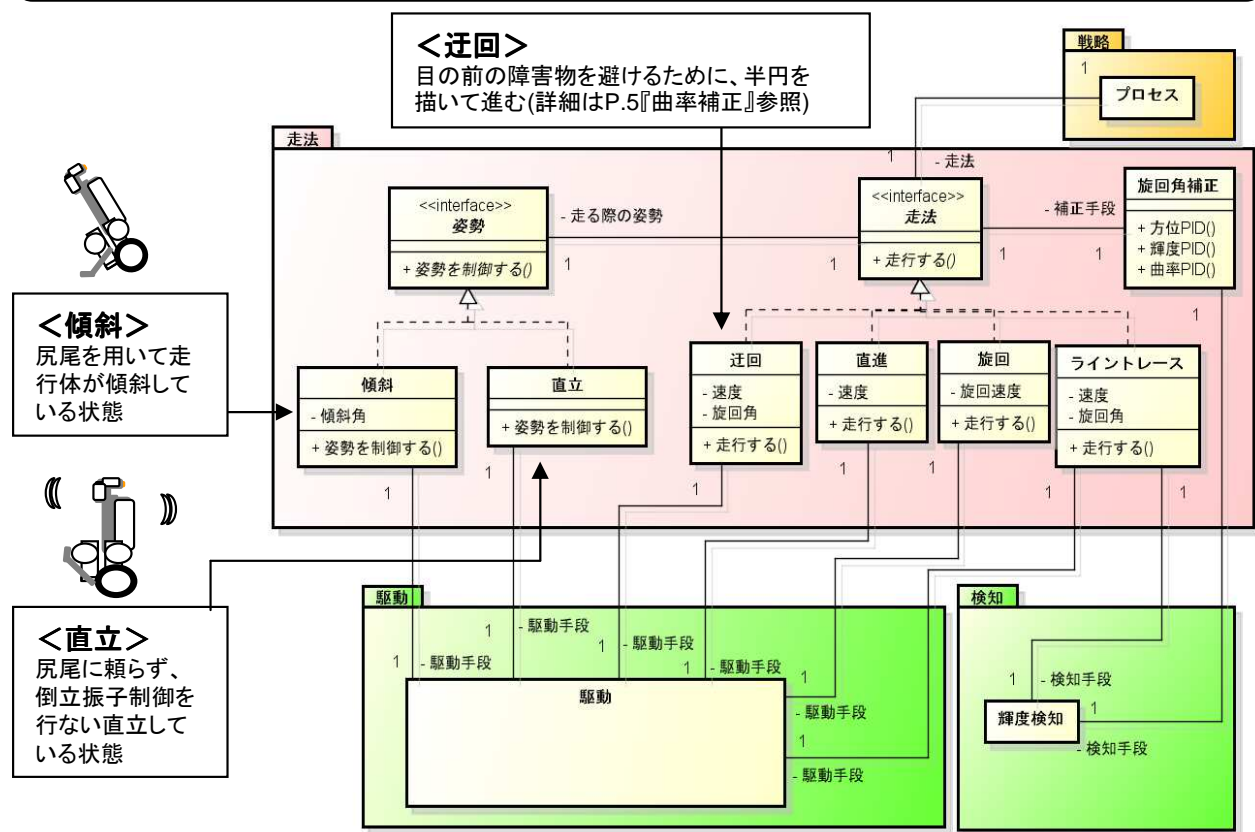 ＜迂回＞
目の前の障害物を避けるために、半円を
描いて進む(詳細はP.5『曲率補正』参照)
戦略
1
プロセス
走法
1
- 走法
<<interface>>
姿勢
+ 姿勢を制御する()
- 走る際の姿勢
1
1
<<interface>>
走法
+ 走行する()
- 補正手段
1
1
旋回角補正
+ 方位PID()
+ 輝度PID()
+ 曲率PID()
1
＜傾斜＞
尻尾を用いて走
行体が傾斜して
いる状態
傾斜
- 傾斜角
+ 姿勢を制御する()
1
直立
+ 姿勢を制御する()
1
迂回
- 速度
- 旋回角
+ 走行する()
1
直進
- 速度
+ 走行する()
1
旋回
- 旋回速度
+ 走行する()
1
ライントレース
- 速度
- 旋回角
+ 走行する()
1
1
＜直立＞
尻尾に頼らず、
倒立振子制御を
行ない直立して
いる状態
駆動
1
- 駆動手段
1
- 駆動手段
1
- 駆動手段
1
- 駆動手段
1
- 駆動手段
1
- 駆動手段
駆動
検知
1
- 検知手段
輝度検知
1
- 検知手段